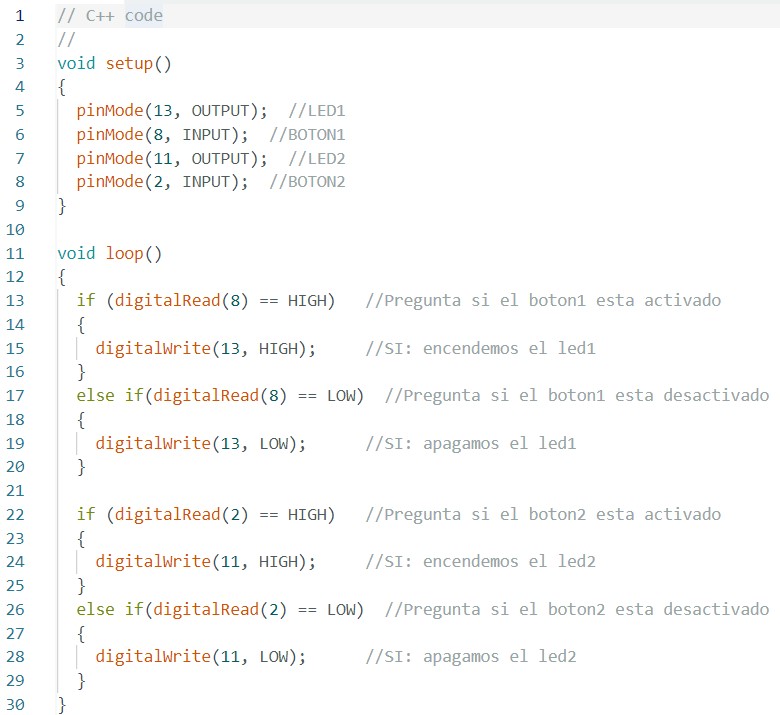 1 // C++ code
2 //
3 void setup()
4 {
5   pinMode(13, OUTPUT);  //LED1
6   pinMode(8, INPUT);  //BOTON1
7   pinMode(11, OUTPUT);  //LED2
8   pinMode(2, INPUT);  //BOTON2
9 }
10
11 void loop()
12 {
13   if (digitalRead(8) == HIGH)   //Pregunta si el boton1 esta activado
14   {
15     digitalWrite(13, HIGH);     //SI: encendemos el led1
16   }
17   else if(digitalRead(8) == LOW)  //Pregunta si el boton1 esta desactivado
18   {
19     digitalWrite(13, LOW);      //SI: apagamos el led1
20   }
21
22   if (digitalRead(2) == HIGH)   //Pregunta si el boton2 esta activado
23   {
24     digitalWrite(11, HIGH);     //SI: encendemos el led2
25   }
26   else if(digitalRead(2) == LOW)  //Pregunta si el boton2 esta desactivado
27   {
28     digitalWrite(11, LOW);      //SI: apagamos el led2
29   }
30 }